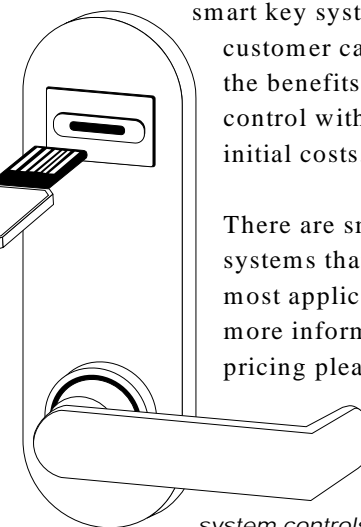 smart key syst
customer ca
the benefits
control with
initial costs
There are sm
systems tha
most applic
more inform
pricing plea
system controls